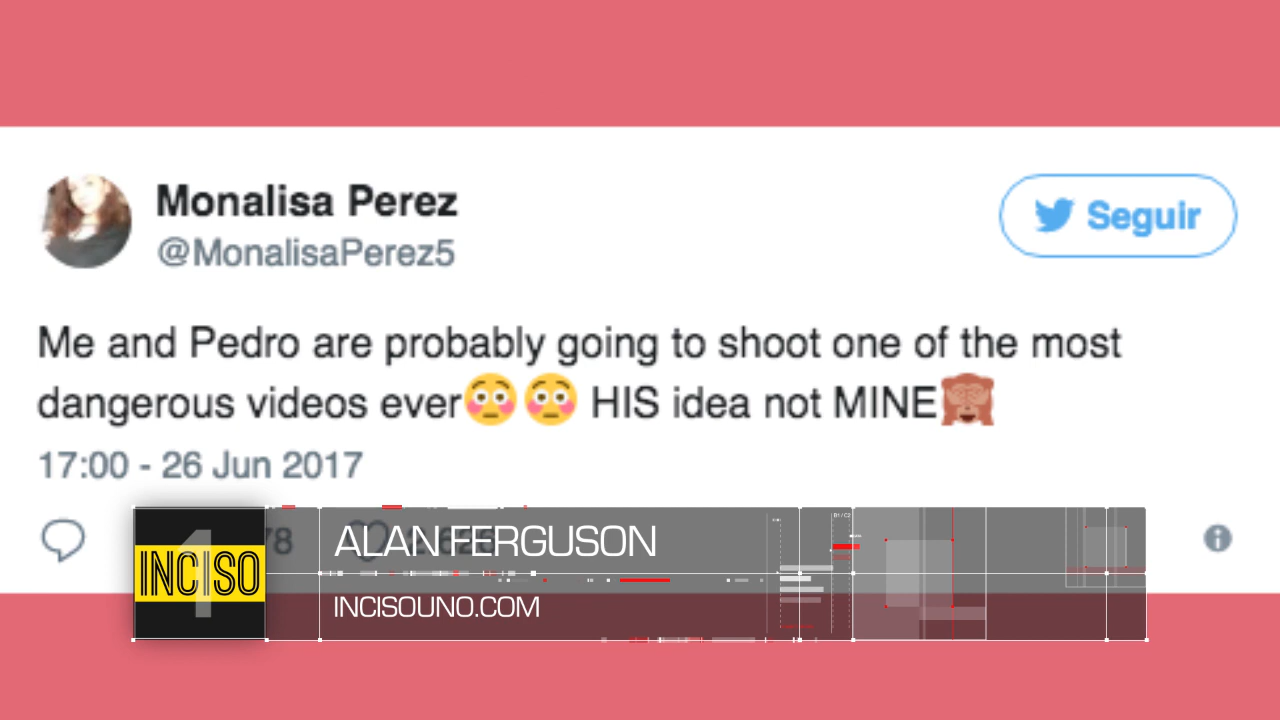 Monalisa Perez
@MonalisaPerez5
Seguir
Me and Pedro are probably going to shoot one of the most
dangerous videos ever😳😳 HIS idea not MINE🙈
17:00 - 26 Jun 2017
1
INCISO
ALAN FERGUSON
INCISOUNO.COM